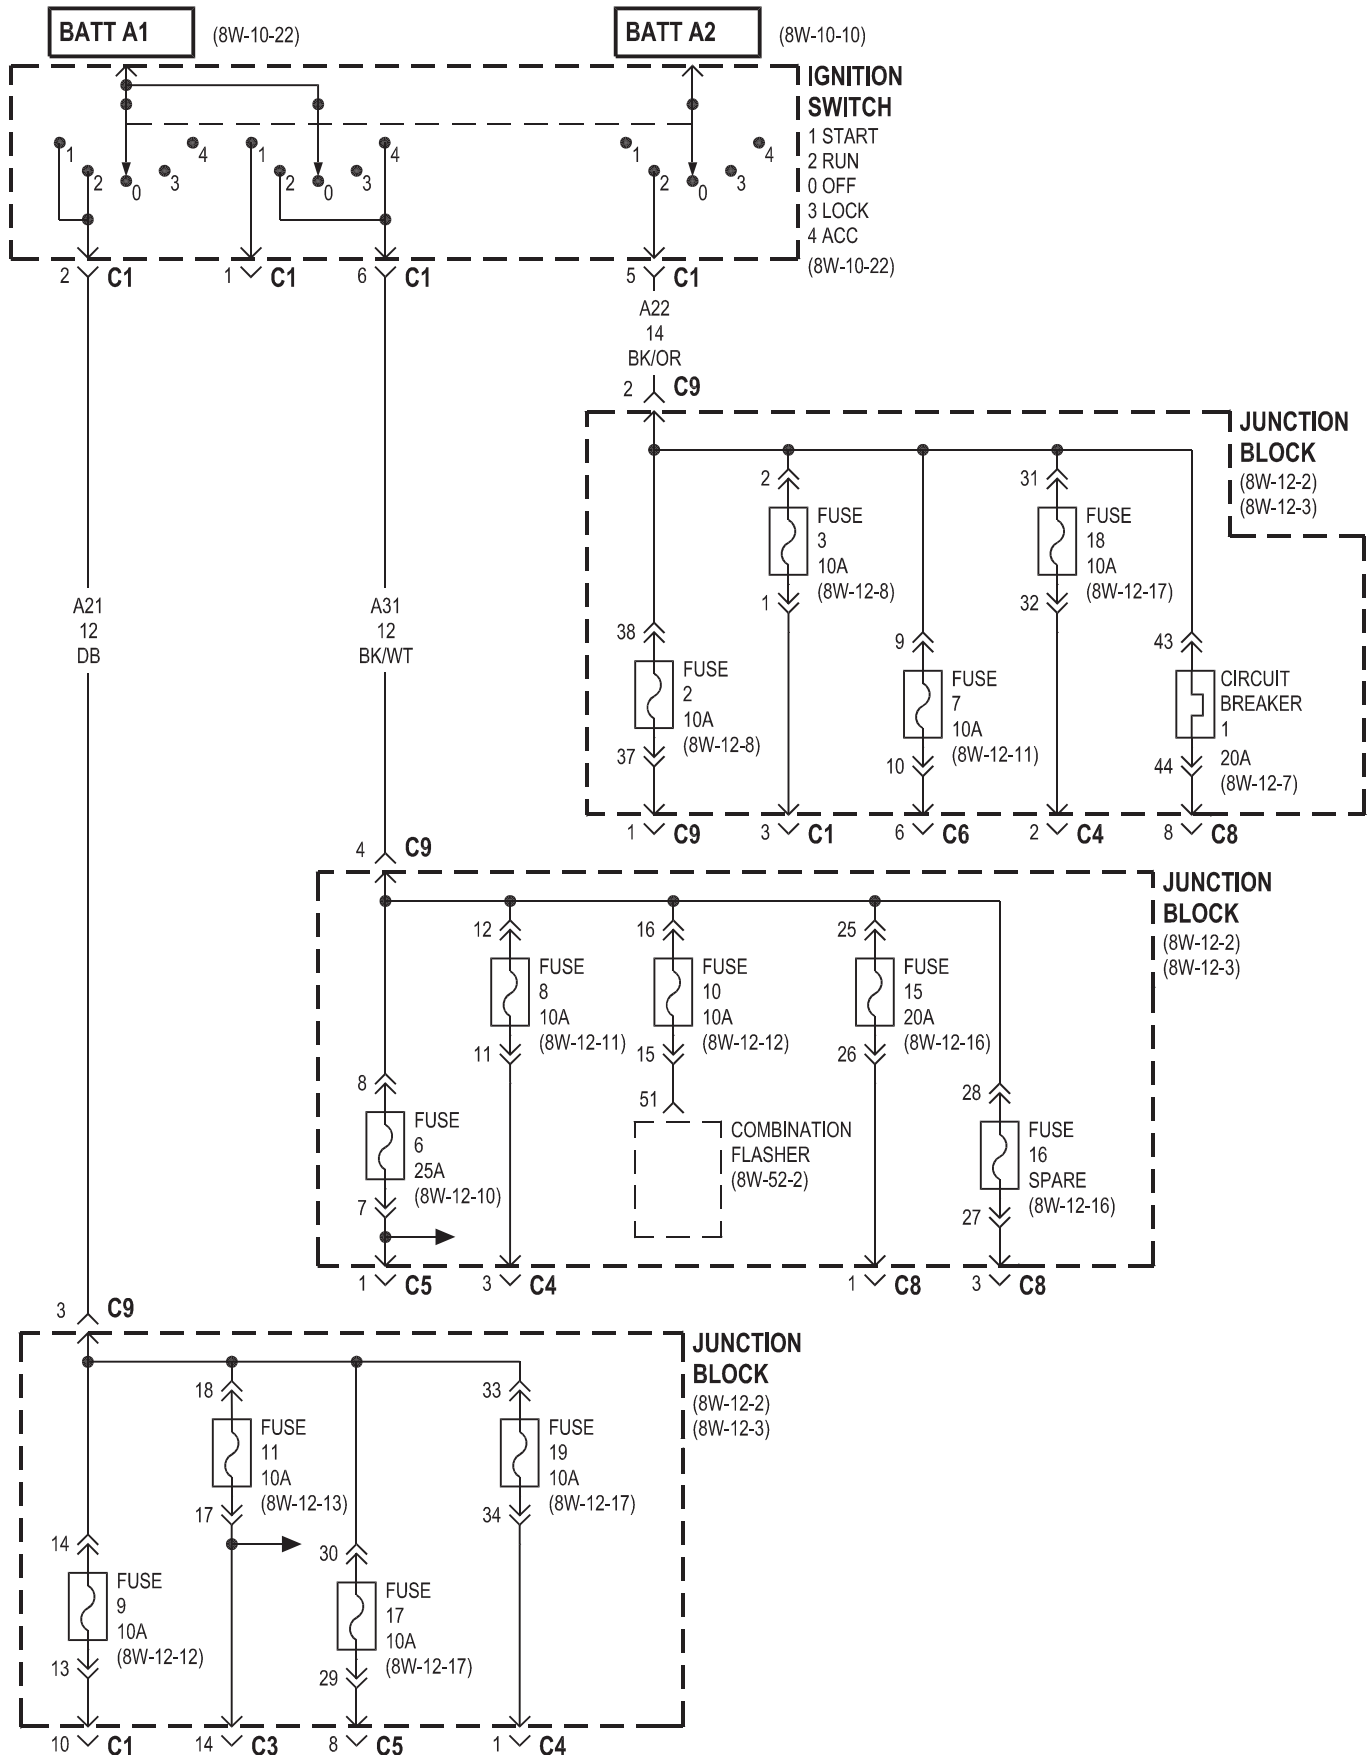 BATT A1
(8W-10-22)
BATT A2
(8W-10-10)
IGNITION
SWITCH
1 START
2 RUN
0 OFF
3 LOCK
4 ACC
(8W-10-22)
1
2
0
3
4
1
2
0
3
4
1
2
0
3
4
2 C1
1 C1
6 C1
5 C1
A22
14
BK/OR
2 C9
JUNCTION
BLOCK
(8W-12-2)
(8W-12-3)
2
FUSE
3
10A
(8W-12-8)
1
31
FUSE
18
10A
(8W-12-17)
32
38
FUSE
2
10A
(8W-12-8)
37
9
FUSE
7
10A
(8W-12-11)
10
43
CIRCUIT
BREAKER
1
20A
(8W-12-7)
44
1 C9
3 C1
6 C6
2 C4
8 C8
A21
12
DB
A31
12
BK/WT
4 C9
JUNCTION
BLOCK
(8W-12-2)
(8W-12-3)
12
FUSE
8
10A
(8W-12-11)
11
16
FUSE
10
10A
(8W-12-12)
15
51
COMBINATION
FLASHER
(8W-52-2)
25
FUSE
15
20A
(8W-12-16)
26
8
FUSE
6
25A
(8W-12-10)
7
28
FUSE
16
SPARE
(8W-12-16)
27
1 C5
3 C4
1 C8
3 C8
3 C9
JUNCTION
BLOCK
(8W-12-2)
(8W-12-3)
18
FUSE
11
10A
(8W-12-13)
17
33
FUSE
19
10A
(8W-12-17)
34
14
FUSE
9
10A
(8W-12-12)
13
30
FUSE
17
10A
(8W-12-17)
29
10 C1
14 C3
8 C5
1 C4